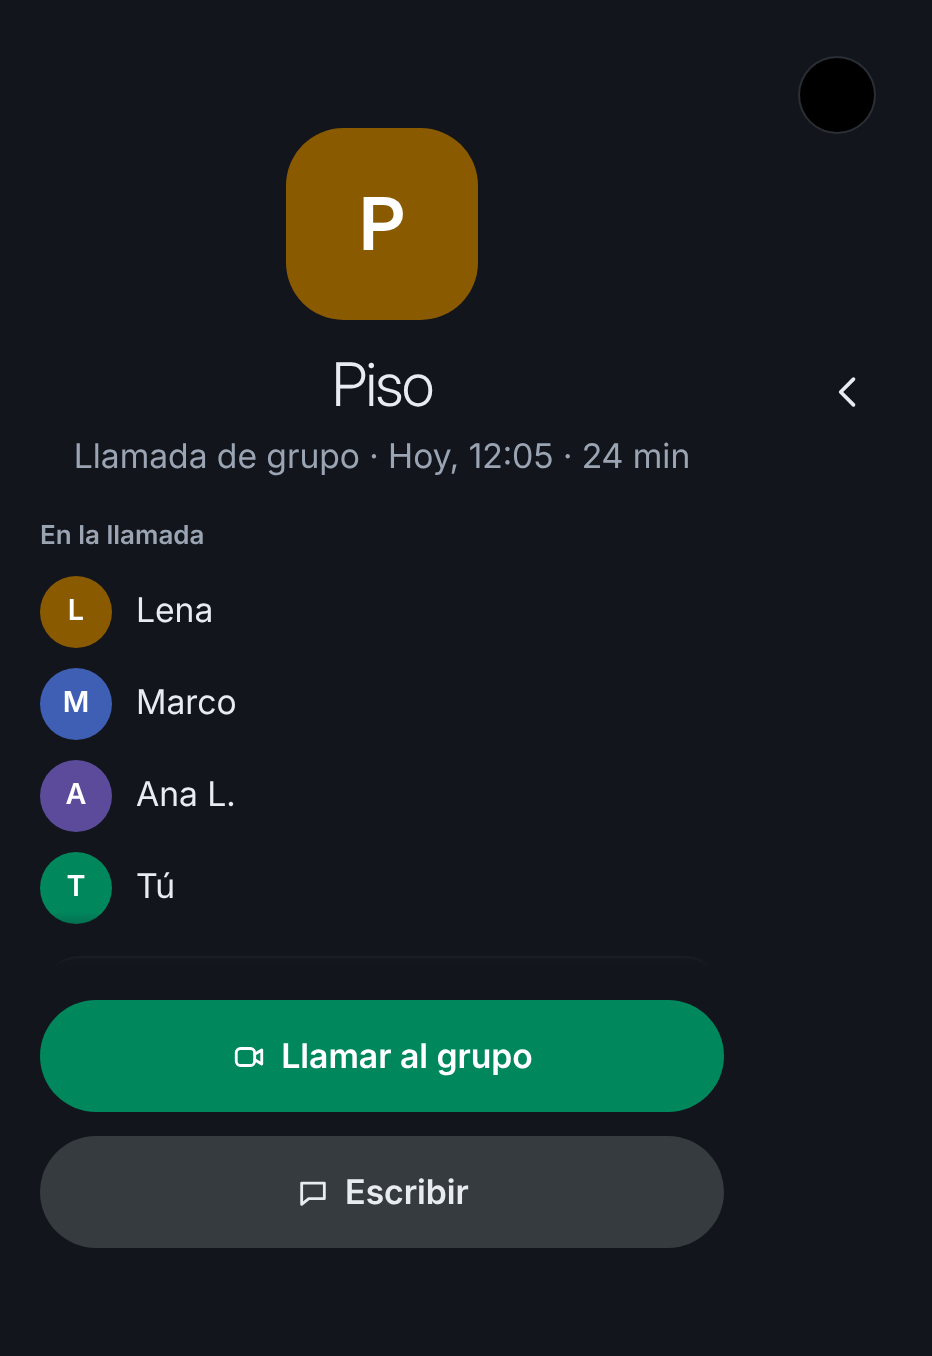 P
Piso
Llamada de grupo · Hoy, 12:05 · 24 min
En la llamada
L Lena
M Marco
A Ana L.
T Tú
Llamar al grupo
Escribir